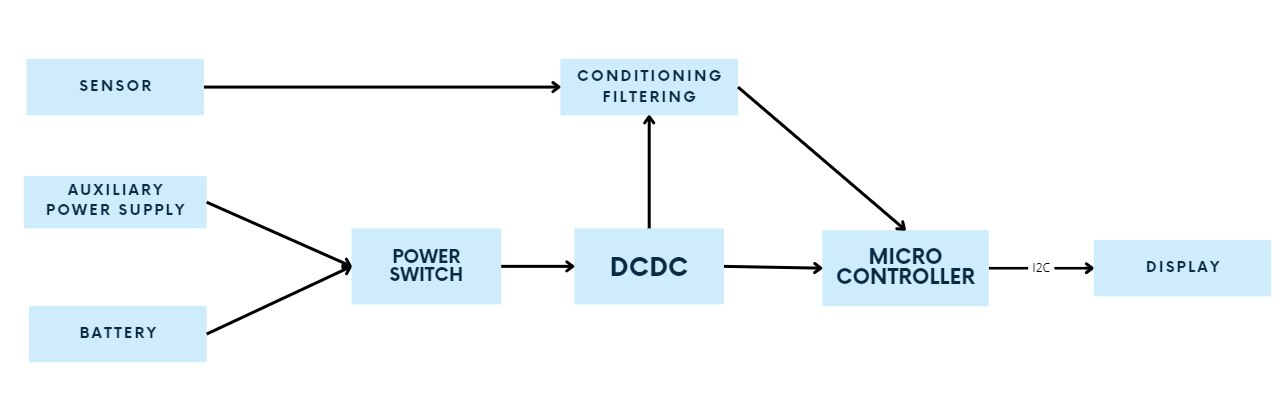 SENSOR
CONDITIONING
FILTERING
AUXILIARY
POWER SUPPLY
POWER
SWITCH
DCDC
MICRO
CONTROLLER
I2C
DISPLAY
BATTERY